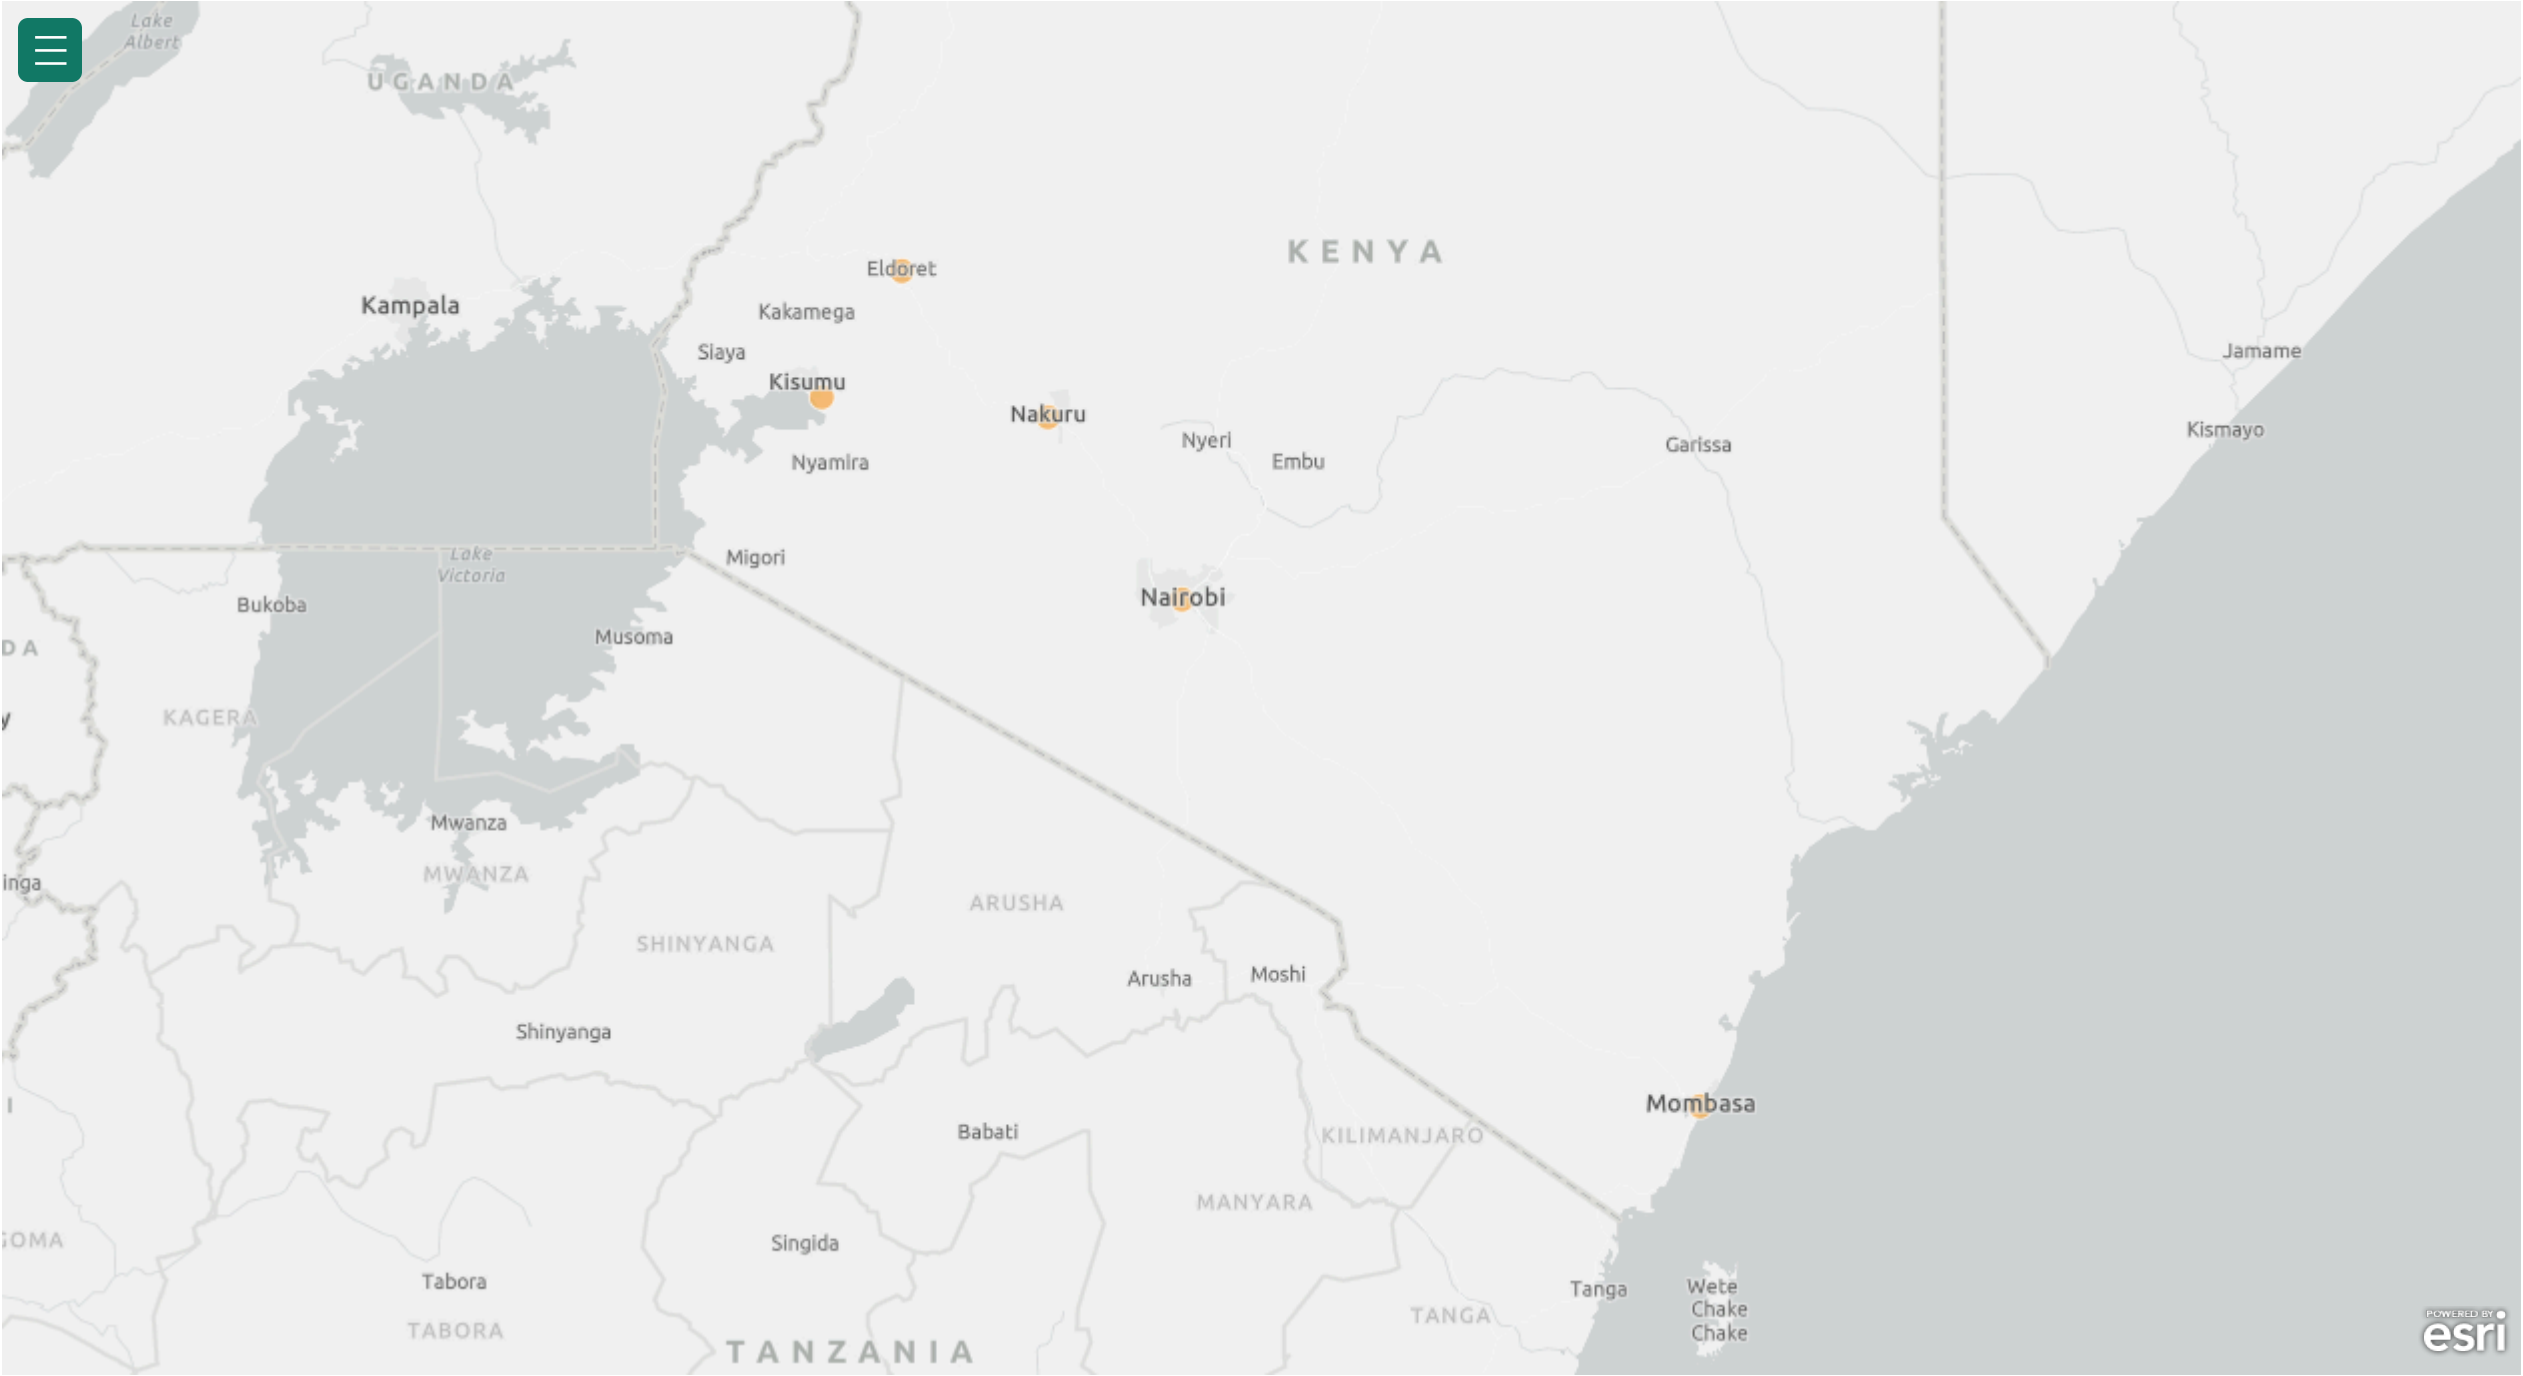 Lake
Albert
UGANDA
KENYA
Eldoret
Kampala
Kakamega
Siaya
Jamame
Kisumu
Nakuru
Kismayo
Nyeri
Garissa
Embu
Nyamira
Lake
Victoria
Migori
Nairobi
Bukoba
Musoma
DA
y
KAGERA
Mwanza
MWANZA
inga
ARUSHA
SHINYANGA
Arusha
Moshi
Shinyanga
I
Mombasa
Babati
KILIMANJARO
MANYARA
GOMA
Singida
Tabora
Tanga
Wete
Chake
Chake
TANGA
TABORA
TANZANIA
POWERED BY
esri